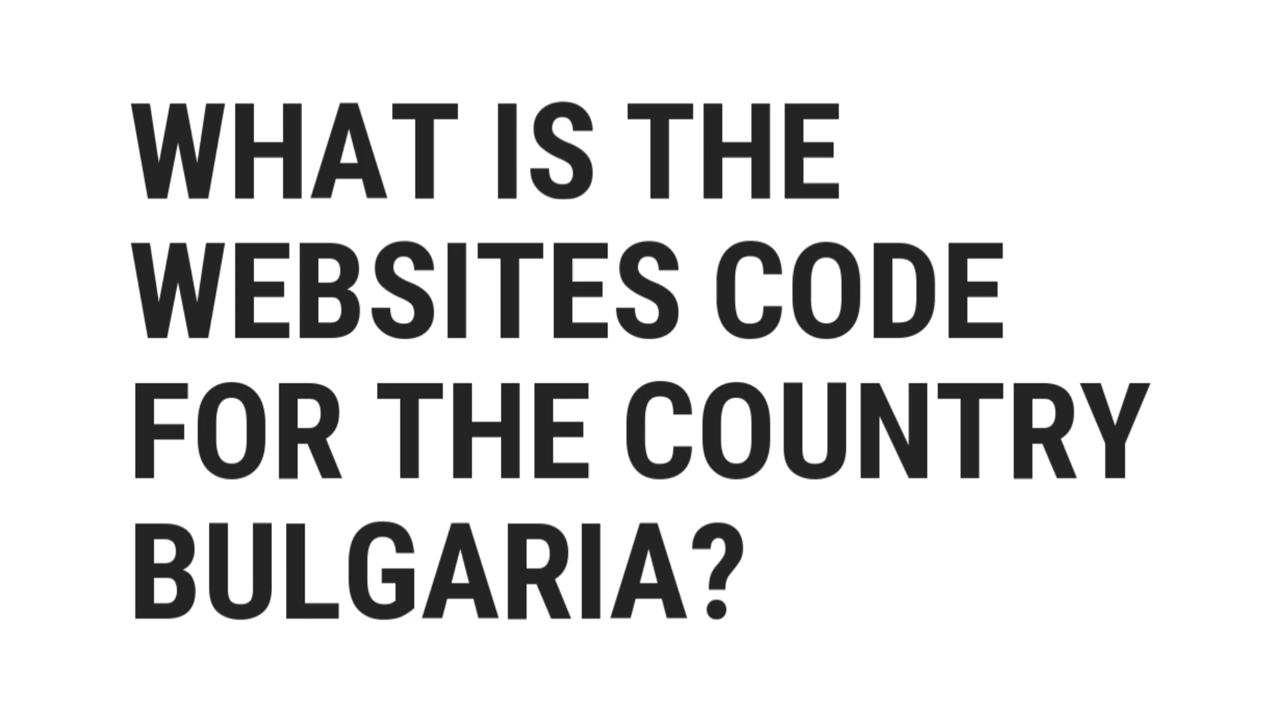 WHAT IS THE
WEBSITES CODE
FOR THE COUNTRY
BULGARIA?